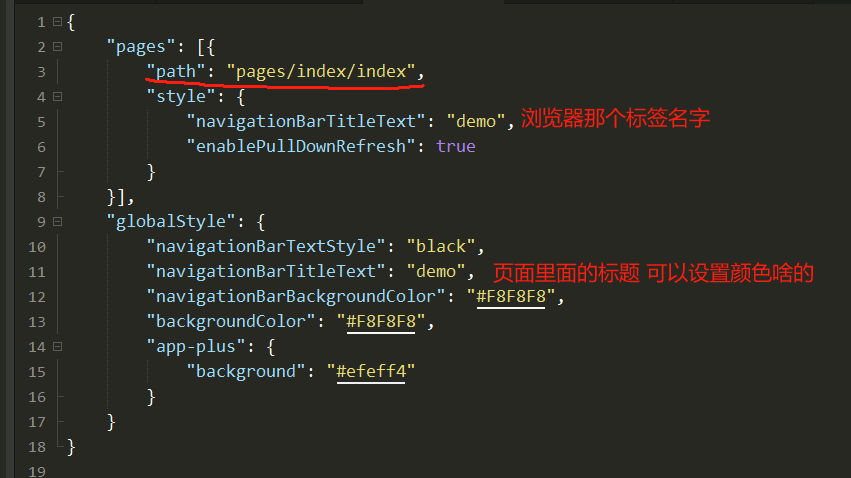 1 {
2 "pages": [{
3 "path": "pages/index/index",
4 "style": {
5 "navigationBarTitleText": "demo", 浏览器那个标签名字
6 "enablePullDownRefresh": true
7 }
8 }],
9 "globalStyle": {
10 "navigationBarTextStyle": "black",
11 "navigationBarTitleText": "demo", 页面里面的标题 可以设置颜色啥的
12 "navigationBarBackgroundColor": "#F8F8F8",
13 "backgroundColor": "#F8F8F8",
14 "app-plus": {
15 "background": "#efeff4"
16 }
17 }
18 }
19